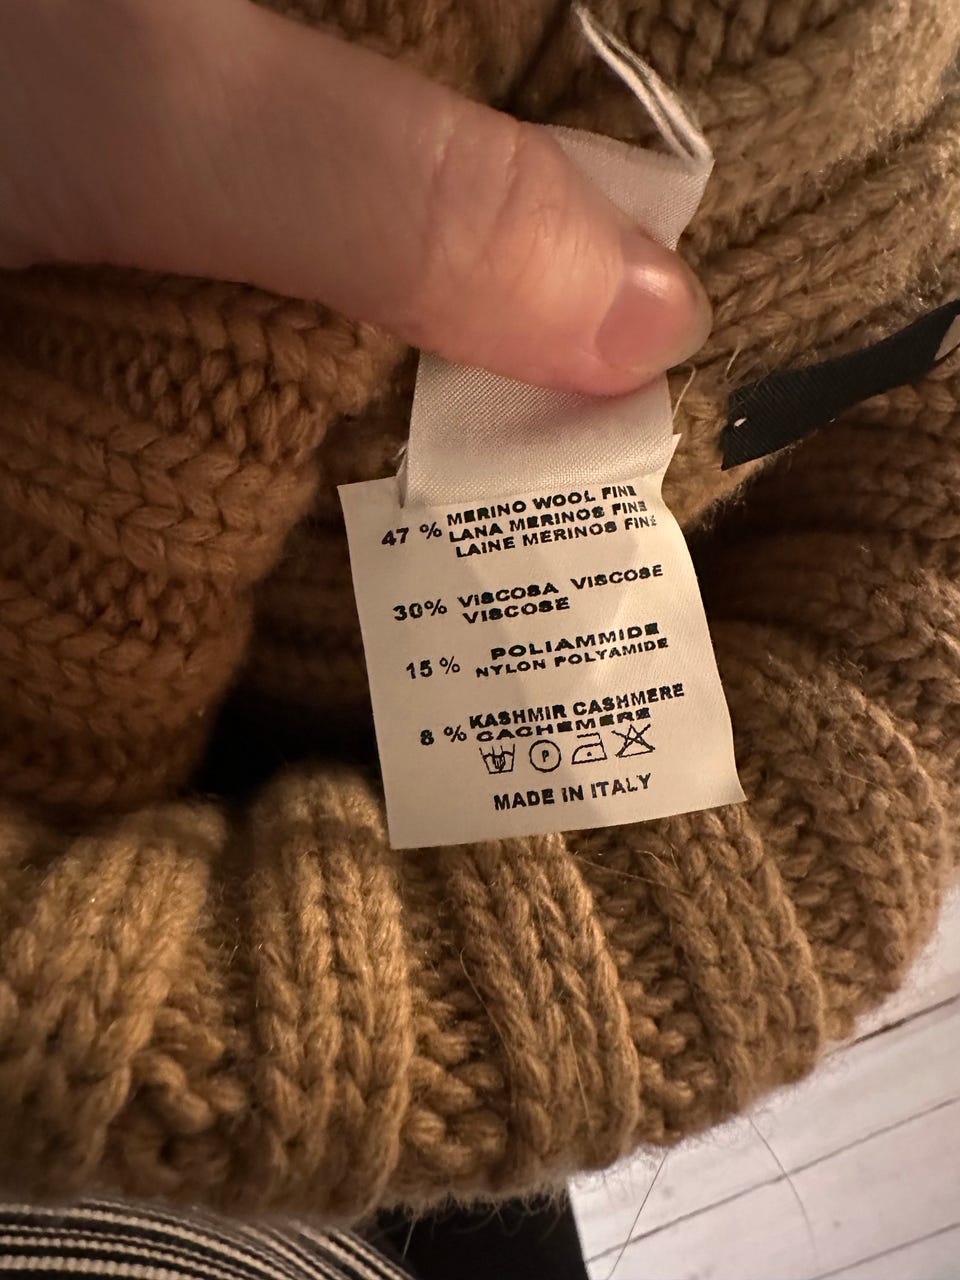 47 % MERINO WOOL FINE
LANA MERINOS FINE
LAINE MERINOS FINE
30% VISCOSA VISCOSE
VISCOSE
15 % POLIAMMIDE
NYLON POLYAMIDE
8 % KASHMIR CASHMERE
CACHEMERE
P
MADE IN ITALY